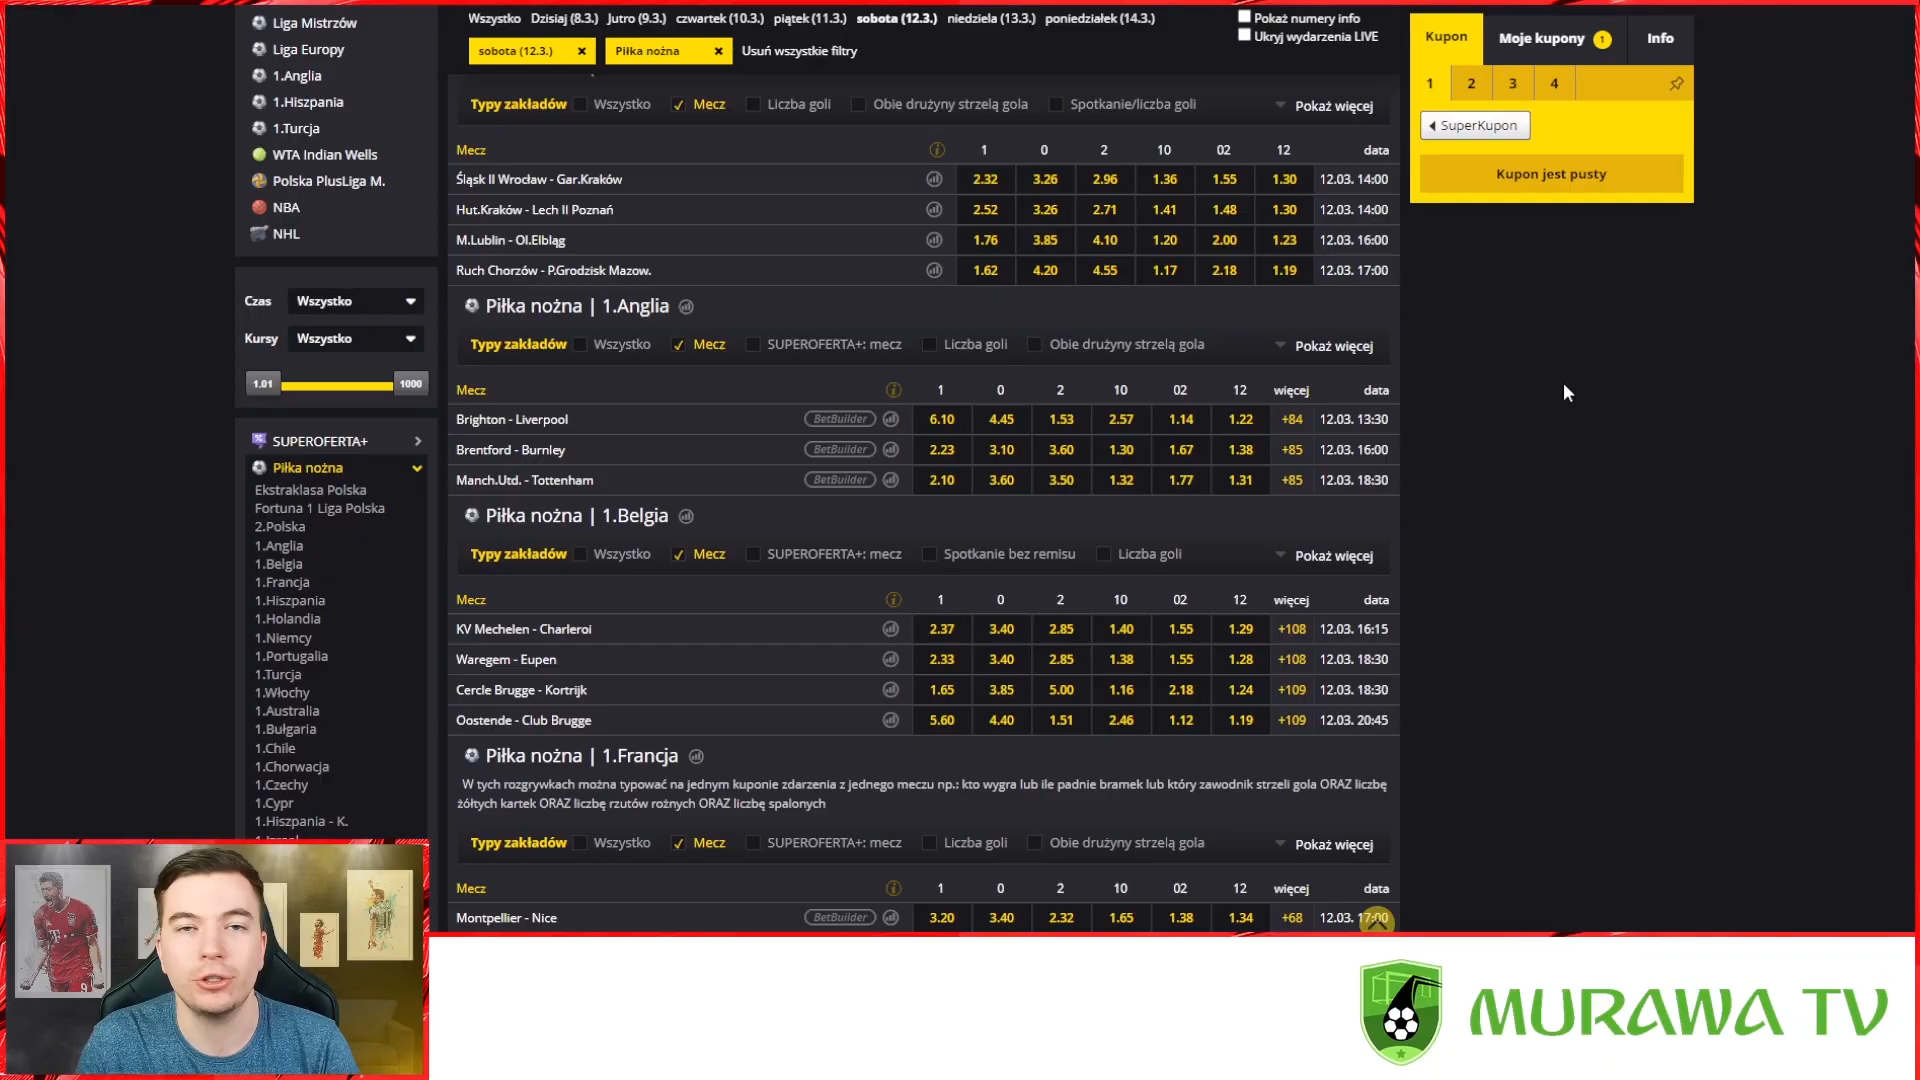 Liga Mistrzów
Liga Europy
1.Anglia
1.Hiszpania
1.Turcja
WTA Indian Wells
Polska PlusLiga M.
NBA
NHL
Czas Wszystko
Kursy Wszystko
1.01 1000
SUPEROFERTA+
Piłka nożna
Ekstraklasa Polska
Fortuna 1 Liga Polska
2.Polska
1.Anglia
1.Belgia
1.Francja
1.Hiszpania
1.Holandia
1.Niemcy
1.Portugalia
1.Turcja
1.Włochy
1.Australia
1.Bułgaria
1.Chile
1.Chorwacja
1.Czechy
1.Cypr
1.Hiszpania - K.
Wszystko Dzisiaj (8.3.) Jutro (9.3.) czwartek (10.3.) piątek (11.3.) sobota (12.3.) niedziela (13.3.) poniedziałek (14.3.)
Pokaż numery info
Ukryj wydarzenia LIVE
sobota (12.3.) × Piłka nożna × Usuń wszystkie filtry
Typy zakładów Wszystko Mecz Liczba goli Obie drużyny strzelą gola Spotkanie/liczba goli Pokaż więcej
Mecz 1 0 2 10 02 12 data
Śląsk II Wrocław - Gar.Kraków 2.32 3.26 2.96 1.36 1.55 1.30 12.03. 14:00
Hut.Kraków - Lech II Poznań 2.52 3.26 2.71 1.41 1.48 1.30 12.03. 14:00
M.Lublin - Ol.Elbląg 1.76 3.85 4.10 1.20 2.00 1.23 12.03. 16:00
Ruch Chorzów - P.Grodzisk Mazow. 1.62 4.20 4.55 1.17 2.18 1.19 12.03. 17:00
Piłka nożna | 1.Anglia
Typy zakładów Wszystko Mecz SUPEROFERTA+: mecz Liczba goli Obie drużyny strzelą gola Pokaż więcej
Mecz 1 0 2 10 02 12 więcej data
Brighton - Liverpool BetBuilder 6.10 4.45 1.53 2.57 1.14 1.22 +84 12.03. 13:30
Brentford - Burnley BetBuilder 2.23 3.10 3.60 1.30 1.67 1.38 +85 12.03. 16:00
Manch.Utd. - Tottenham BetBuilder 2.10 3.60 3.50 1.32 1.77 1.31 +85 12.03. 18:30
Piłka nożna | 1.Belgia
Typy zakładów Wszystko Mecz SUPEROFERTA+: mecz Spotkanie bez remisu Liczba goli Pokaż więcej
Mecz 1 0 2 10 02 12 więcej data
KV Mechelen - Charleroi 2.37 3.40 2.85 1.40 1.55 1.29 +108 12.03. 16:15
Waregem - Eupen 2.33 3.40 2.85 1.38 1.55 1.28 +108 12.03. 18:30
Cercle Brugge - Kortrijk 1.65 3.85 5.00 1.16 2.18 1.24 +109 12.03. 18:30
Oostende - Club Brugge 5.60 4.40 1.51 2.46 1.12 1.19 +109 12.03. 20:45
Piłka nożna | 1.Francja
W tych rozgrywkach można typować na jednym kuponie zdarzenia z jednego meczu np.: kto wygra lub ile padnie bramek lub który zawodnik strzeli gola ORAZ liczbę
żółtych kartek ORAZ liczbę rzutów rożnych ORAZ liczbę spalonych
Typy zakładów Wszystko Mecz SUPEROFERTA+: mecz Liczba goli Obie drużyny strzelą gola Pokaż więcej
Mecz 1 0 2 10 02 12 więcej data
Montpellier - Nice BetBuilder 3.20 3.40 2.32 1.65 1.38 1.34 +68 12.03. 17:00
Kupon Moje kupony 1 Info
1 2 3 4
SuperKupon
Kupon jest pusty
MURAWA TV